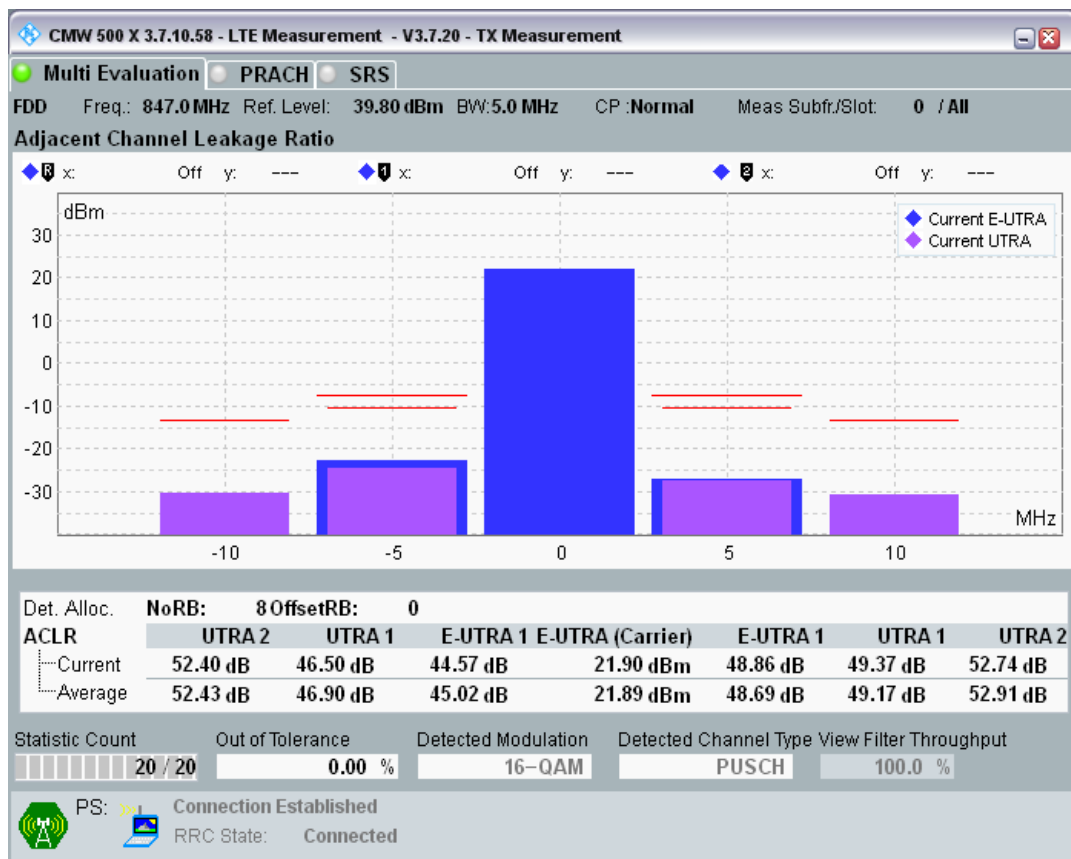 CMW 500 X 3.7.10.58 - LTE Measurement - V3.7.20 - TX Measurement
Multi Evaluation PRACH SRS
FDD Freq.: 847.0 MHz Ref. Level: 39.80 dBm BW:5.0 MHz CP :Normal Meas Subfr./Slot: 0 / All
Adjacent Channel Leakage Ratio
R x: Off y: --- 1 x: Off y: --- 2 x: Off y: ---
dBm
Current E-UTRA
Current UTRA
30
20
10
0
-10
-20
-30
MHz
-10 -5 0 5 10
Det. Alloc. NoRB: 8 OffsetRB: 0
ACLR UTRA 2 UTRA 1 E-UTRA 1 E-UTRA (Carrier) E-UTRA 1 UTRA 1 UTRA 2
Current 52.40 dB 46.50 dB 44.57 dB 21.90 dBm 48.86 dB 49.37 dB 52.74 dB
Average 52.43 dB 46.90 dB 45.02 dB 21.89 dBm 48.69 dB 49.17 dB 52.91 dB
Statistic Count Out of Tolerance Detected Modulation Detected Channel Type View Filter Throughput
20 / 20 0.00 % 16-QAM PUSCH 100.0 %
PS: Connection Established
RRC State: Connected